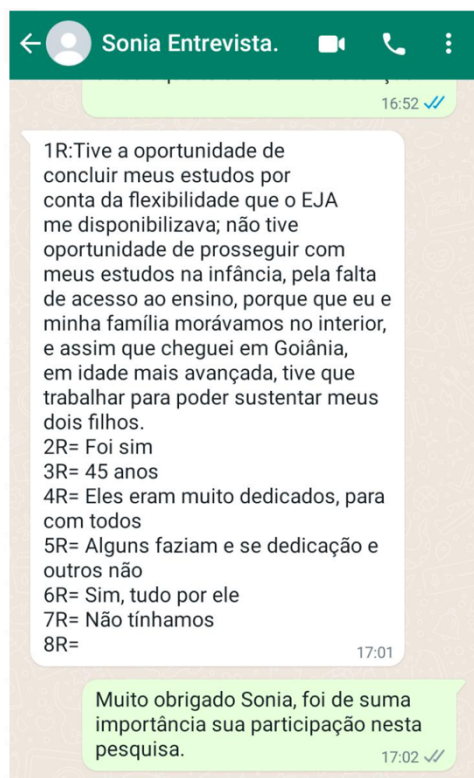 Sonia Entrevista.
16:52
1R:Tive a oportunidade de
concluir meus estudos por
conta da flexibilidade que o EJA
me disponibilizava; não tive
oportunidade de prosseguir com
meus estudos na infância, pela falta
de acesso ao ensino, porque que eu e
minha família morávamos no interior,
e assim que cheguei em Goiânia,
em idade mais avançada, tive que
trabalhar para poder sustentar meus
dois filhos.
2R= Foi sim
3R= 45 anos
4R= Eles eram muito dedicados, para
com todos
5R= Alguns faziam e se dedicação e
outros não
6R= Sim, tudo por ele
7R= Não tínhamos
8R=
17:01
Muito obrigado Sonia, foi de suma
importância sua participação nesta
pesquisa.
17:02